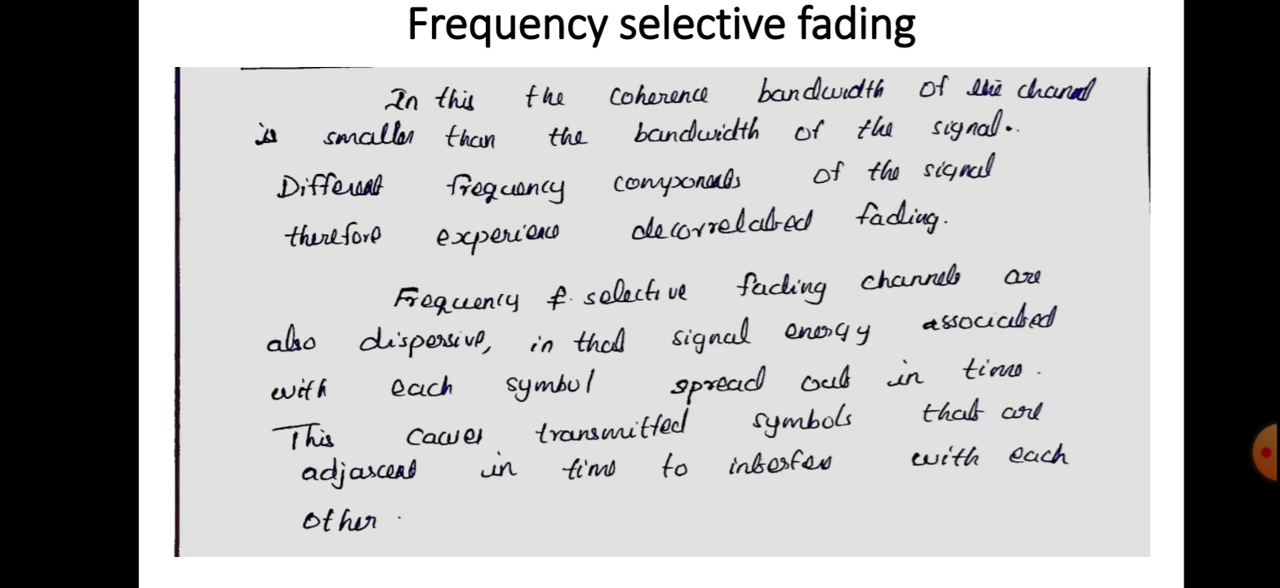 Frequency selective fading
In this the coherence bandwidth of the channel
is smaller than the bandwidth of the signal..
Different frequency components of the signal
therefore experience decorrelated fading.
Frequency f. selective fading channels are
also dispersive, in that signal energy associated
with each symbol spread out in time.
This causes transmitted symbols that are
adjascent in time to interfere with each
other.